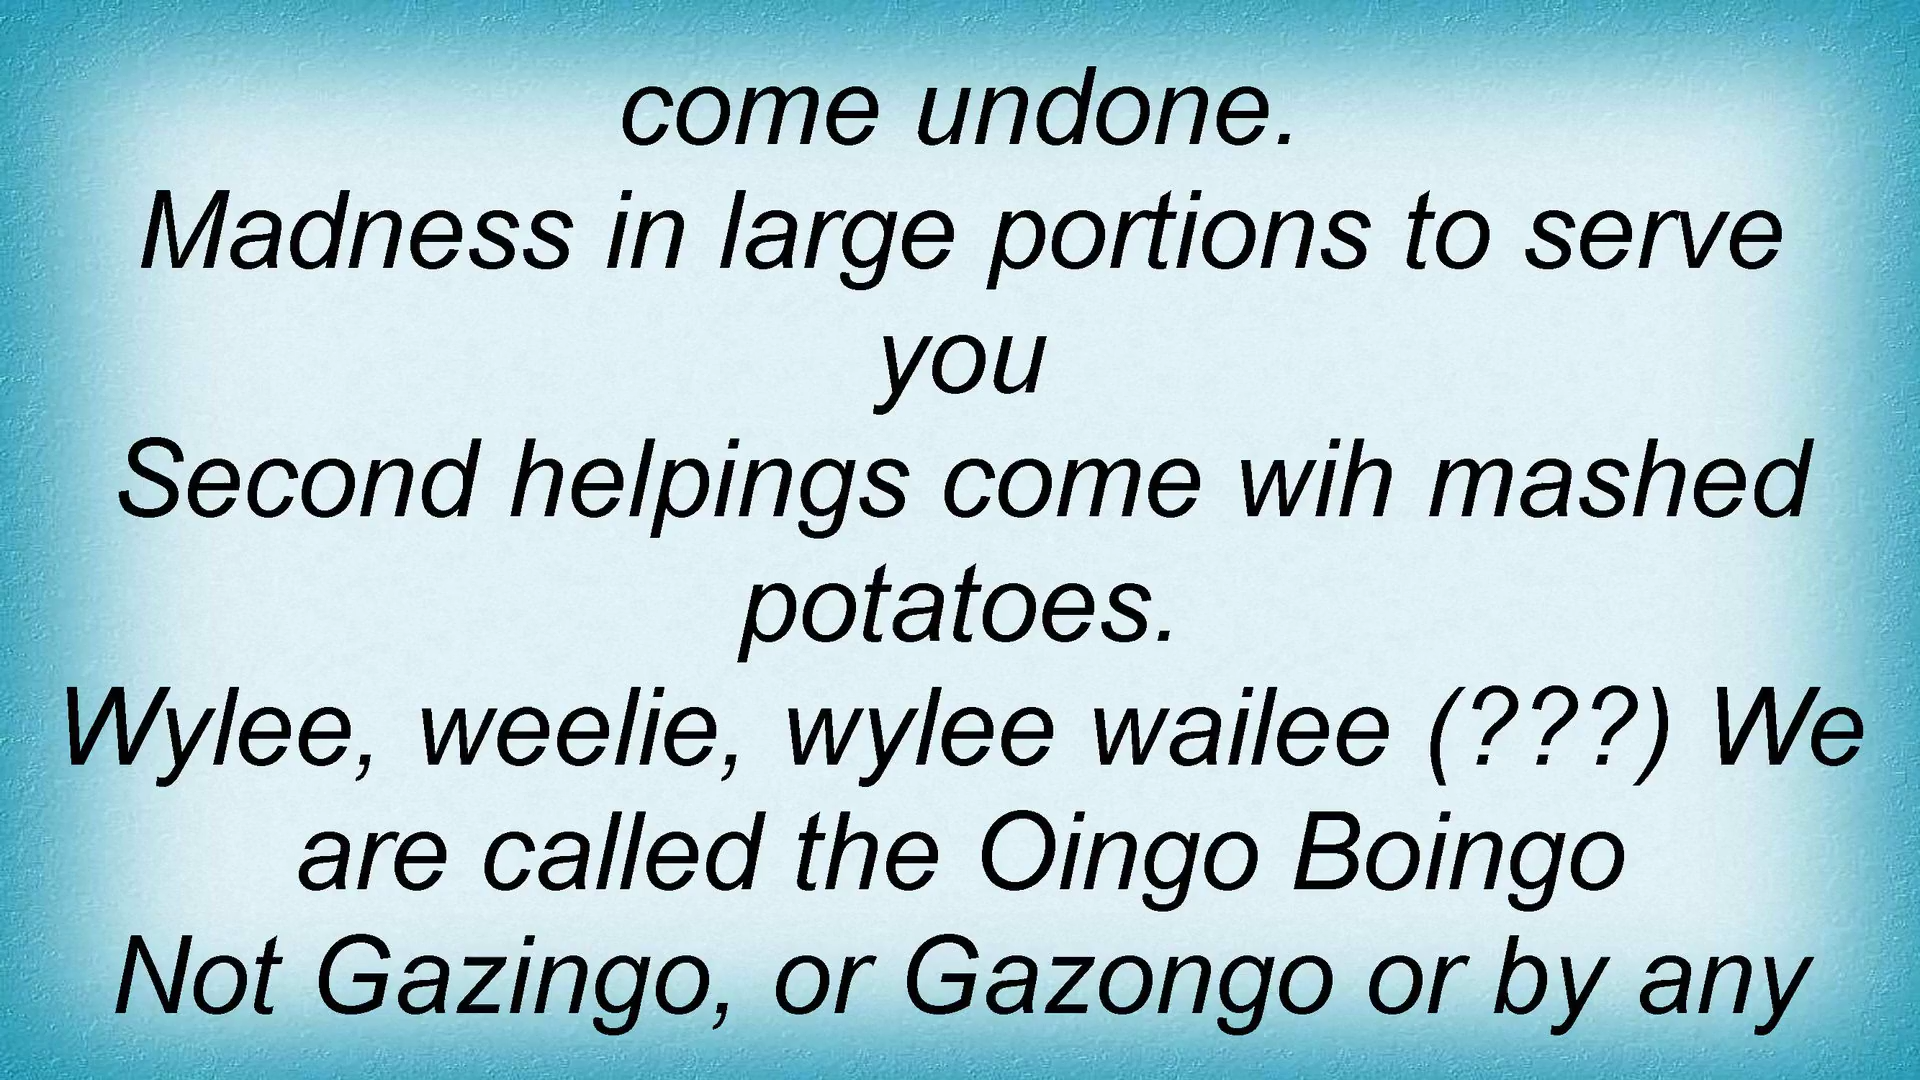 come undone.
Madness in large portions to serve
you
Second helpings come wih mashed
potatoes.
Wylee, weelie, wylee wailee (???) We
are called the Oingo Boingo
Not Gazingo, or Gazongo or by any